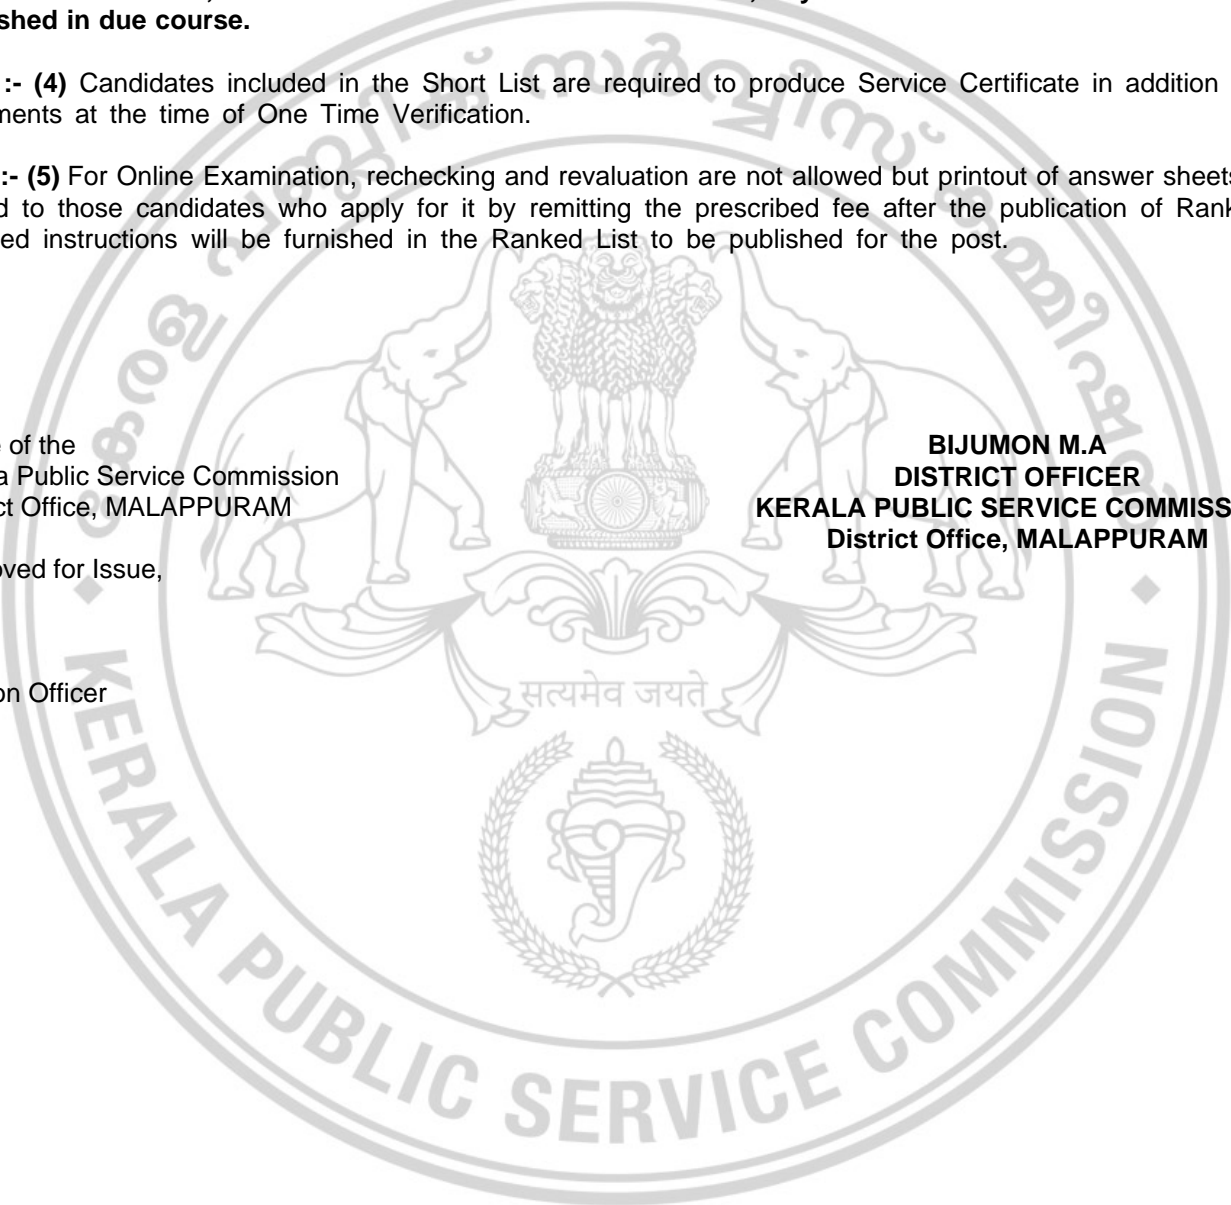 shed in due course.
:- (4) Candidates included in the Short List are required to produce Service Certificate in addition
ments at the time of One Time Verification.
:- (5) For Online Examination, rechecking and revaluation are not allowed but printout of answer sheets
d to those candidates who apply for it by remitting the prescribed fee after the publication of Rank
ed instructions will be furnished in the Ranked List to be published for the post.
e of the
a Public Service Commission
ct Office, MALAPPURAM
oved for Issue,
on Officer
BIJUMON M.A
DISTRICT OFFICER
KERALA PUBLIC SERVICE COMMISS
District Office, MALAPPURAM
കേരള പബ്ലിക് സർവ്വീസ് കമ്മീഷൻ
सत्यमेव जयते
KERALA PUBLIC SERVICE COMMISSION